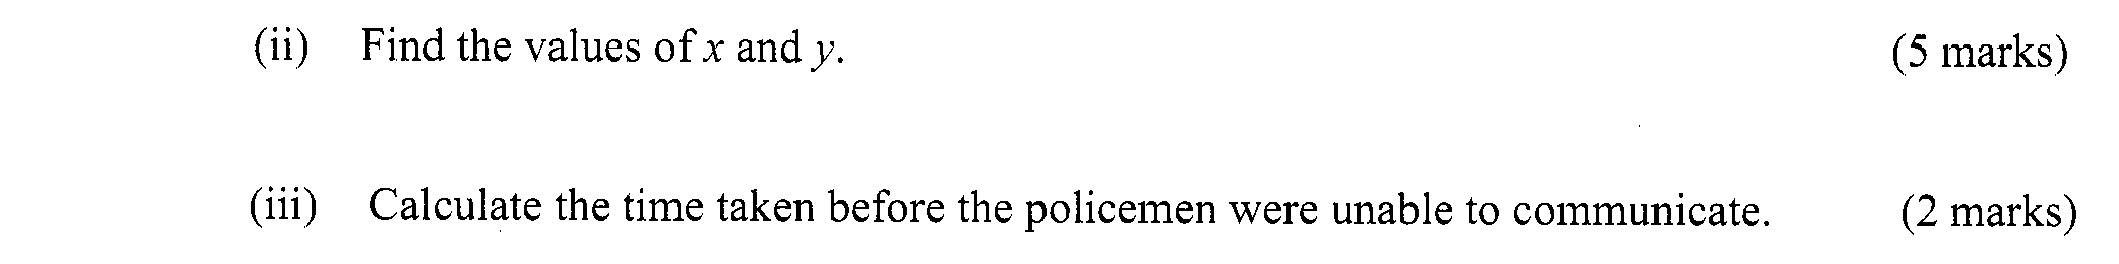 (ii) Find the values of x and y. (5 marks)
(iii) Calculate the time taken before the policemen were unable to communicate. (2 marks)